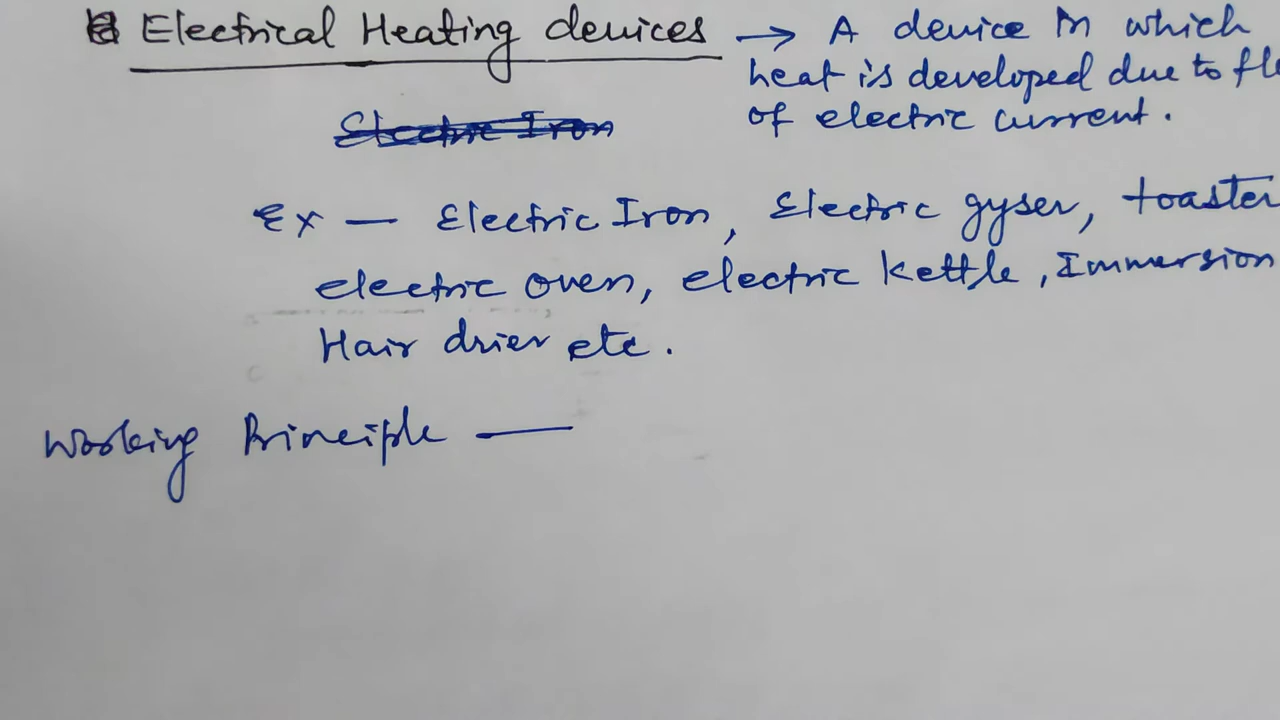 Electrical Heating devices → A device in which
heat is developed due to fl
of electric current.
Electric Iron
Ex — Electric Iron, Electric gyser, toaster
electric oven, electric kettle, Immersion
Hair drier etc.
Working Principle —